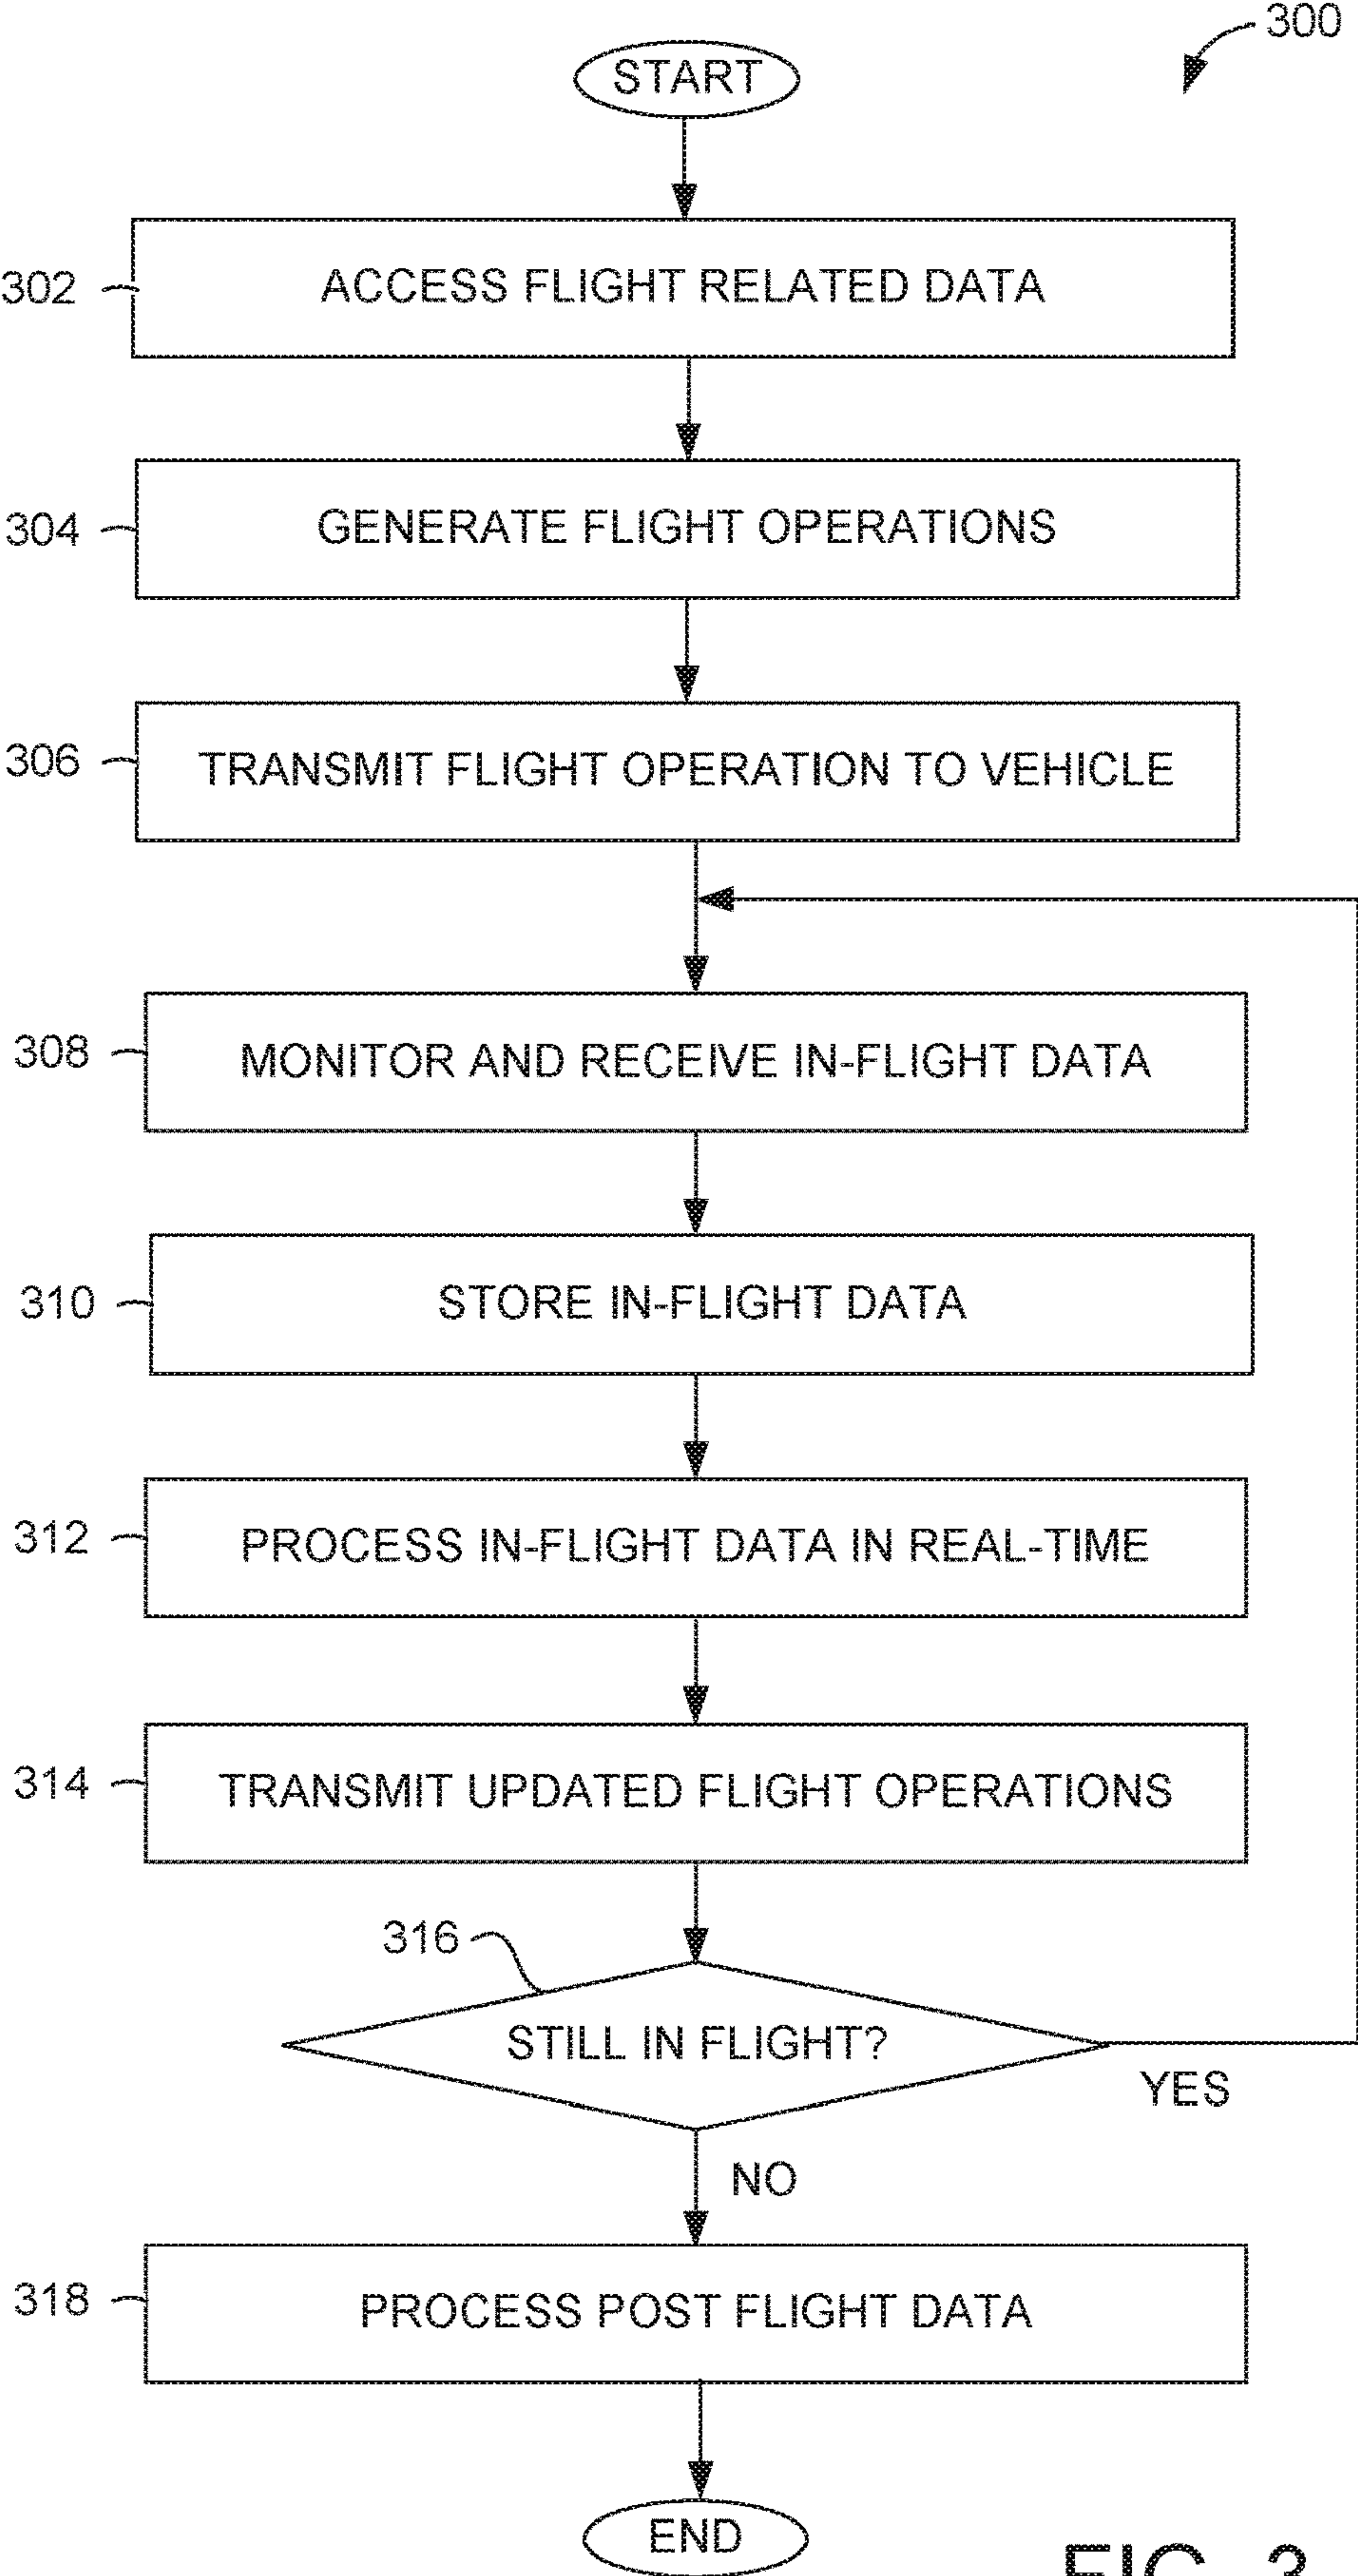 300
START
302
ACCESS FLIGHT RELATED DATA
304
GENERATE FLIGHT OPERATIONS
306
TRANSMIT FLIGHT OPERATION TO VEHICLE
308
MONITOR AND RECEIVE IN-FLIGHT DATA
310
STORE IN-FLIGHT DATA
312
PROCESS IN-FLIGHT DATA IN REAL-TIME
314
TRANSMIT UPDATED FLIGHT OPERATIONS
316
STILL IN FLIGHT?
YES
NO
318
PROCESS POST FLIGHT DATA
END
FIG. 3